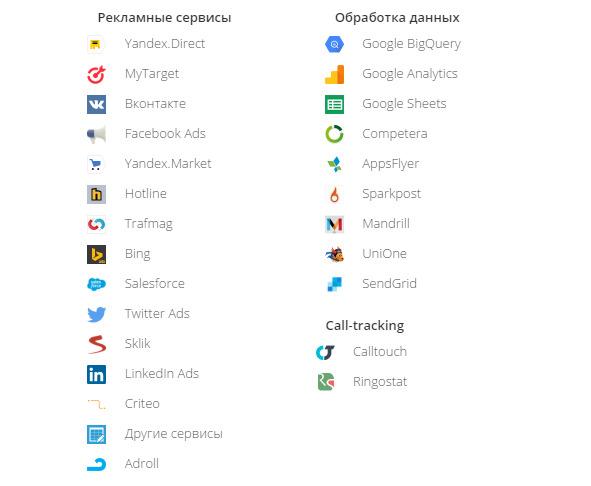 Рекламные сервисы
Yandex.Direct
MyTarget
Вконтакте
Facebook Ads
Yandex.Market
Hotline
Trafmag
Bing
Salesforce
Twitter Ads
Sklik
LinkedIn Ads
Criteo
Другие сервисы
Adroll
Обработка данных
Google BigQuery
Google Analytics
Google Sheets
Competera
AppsFlyer
Sparkpost
Mandrill
UniOne
SendGrid
Call-tracking
Calltouch
Ringostat